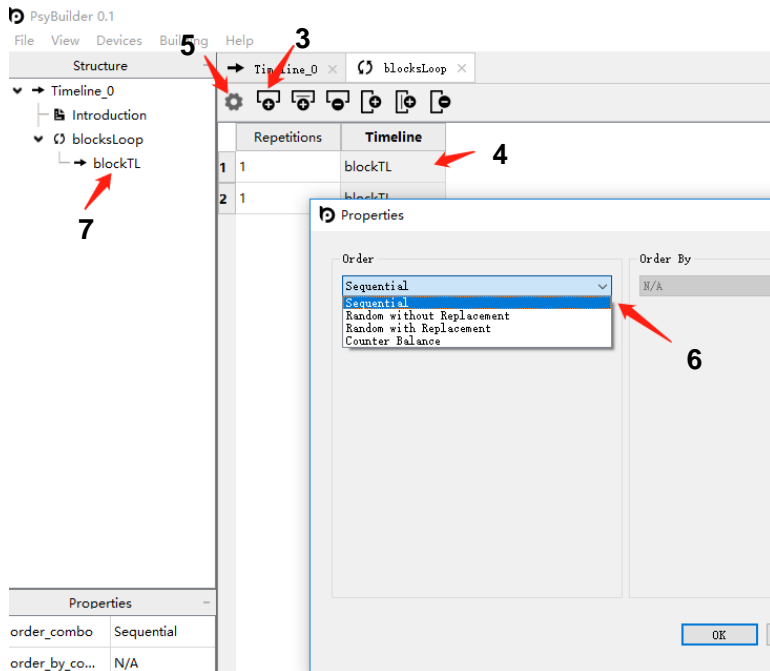 PsyBuilder 0.1
File View Devices Building Help
5 3
Structure
Timeline_0 blocksLoop
Timeline_0
Introduction
blocksLoop
blockTL
7
Repetitions Timeline
1 1 blockTL
4
2 1 blockTL
Properties
Order
Order By
Sequential
N/A
Sequential
Random without Replacement
Random with Replacement
Counter Balance
6
Properties
order_combo Sequential
order_by_co... N/A
OK